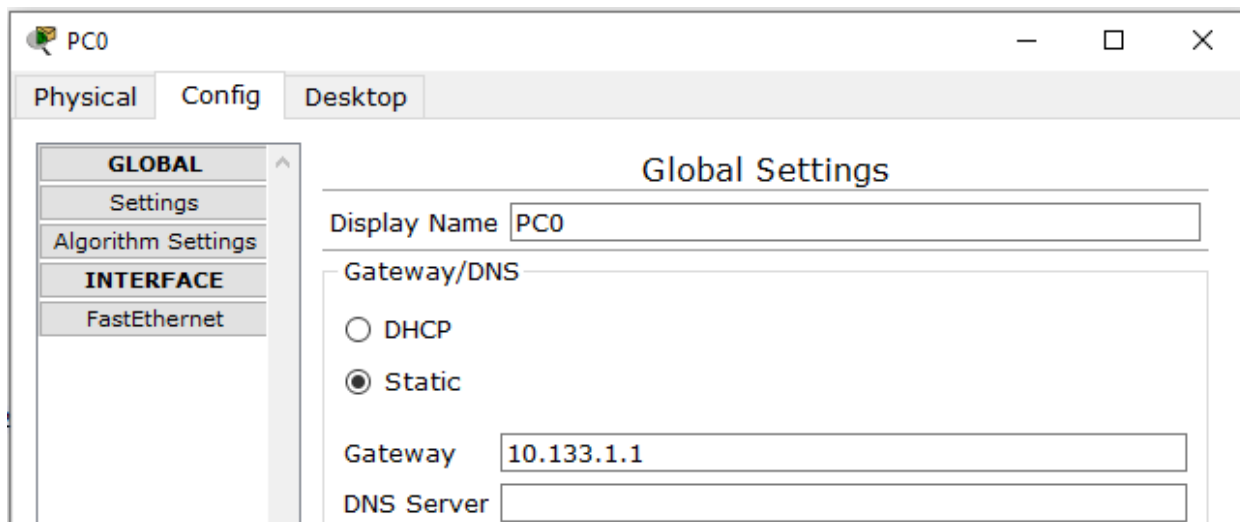 PC0
Physical Config Desktop
GLOBAL
Settings
Algorithm Settings
INTERFACE
FastEthernet
Global Settings
Display Name PC0
Gateway/DNS
DHCP
Static
Gateway 10.133.1.1
DNS Server